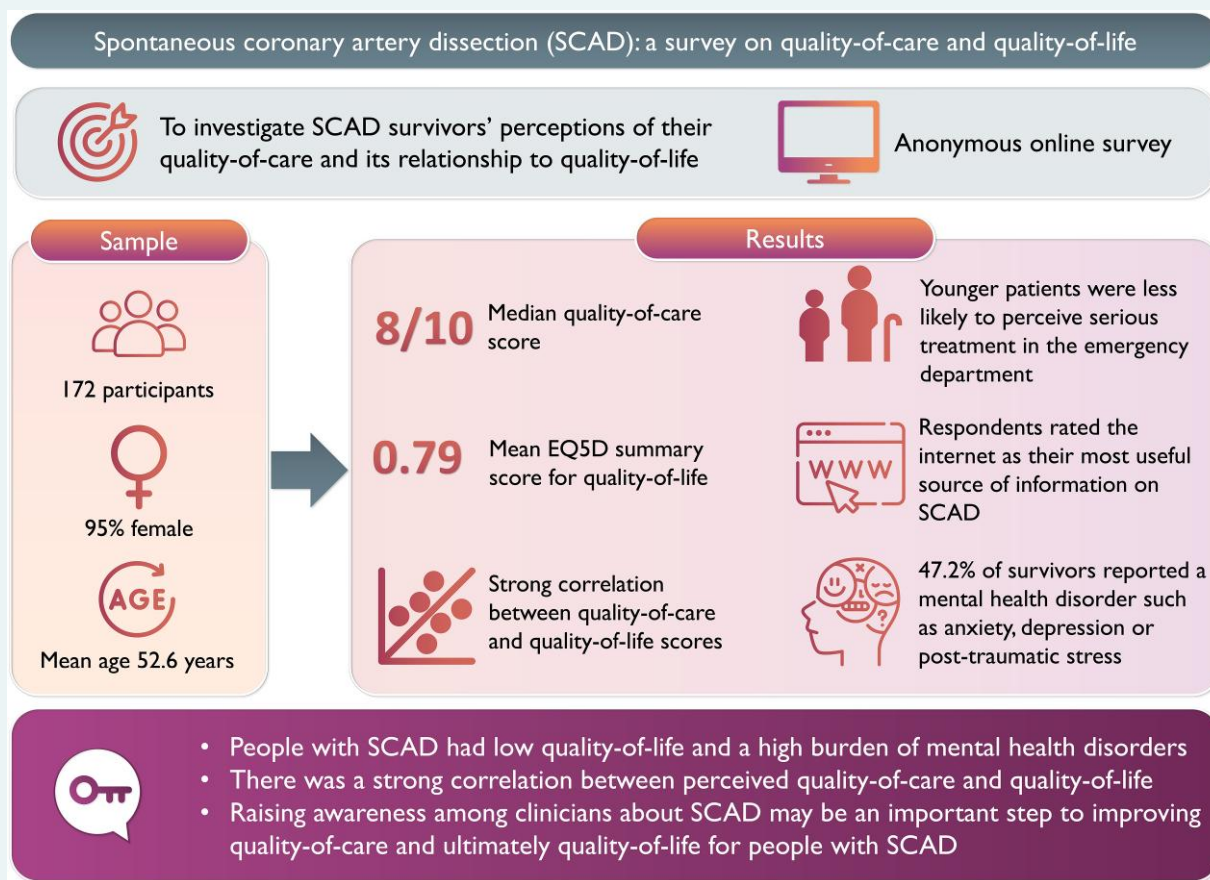 Spontaneous coronary artery dissection (SCAD): a survey on quality-of-care and quality-of-life
To investigate SCAD survivors’ perceptions of their
quality-of-care and its relationship to quality-of-life
Anonymous online survey
Sample
172 participants
95% female
AGE
Mean age 52.6 years
Results
8/10
Median quality-of-care
score
0.79
Mean EQ5D summary
score for quality-of-life
Strong correlation
between quality-of-care
and quality-of-life scores
Younger patients were less
likely to perceive serious
treatment in the emergency
department
WWW
Respondents rated the
internet as their most useful
source of information on
SCAD
?
47.2% of survivors reported a
mental health disorder such
as anxiety, depression or
post-traumatic stress
• People with SCAD had low quality-of-life and a high burden of mental health disorders
• There was a strong correlation between perceived quality-of-care and quality-of-life
• Raising awareness among clinicians about SCAD may be an important step to improving
quality-of-care and ultimately quality-of-life for people with SCAD